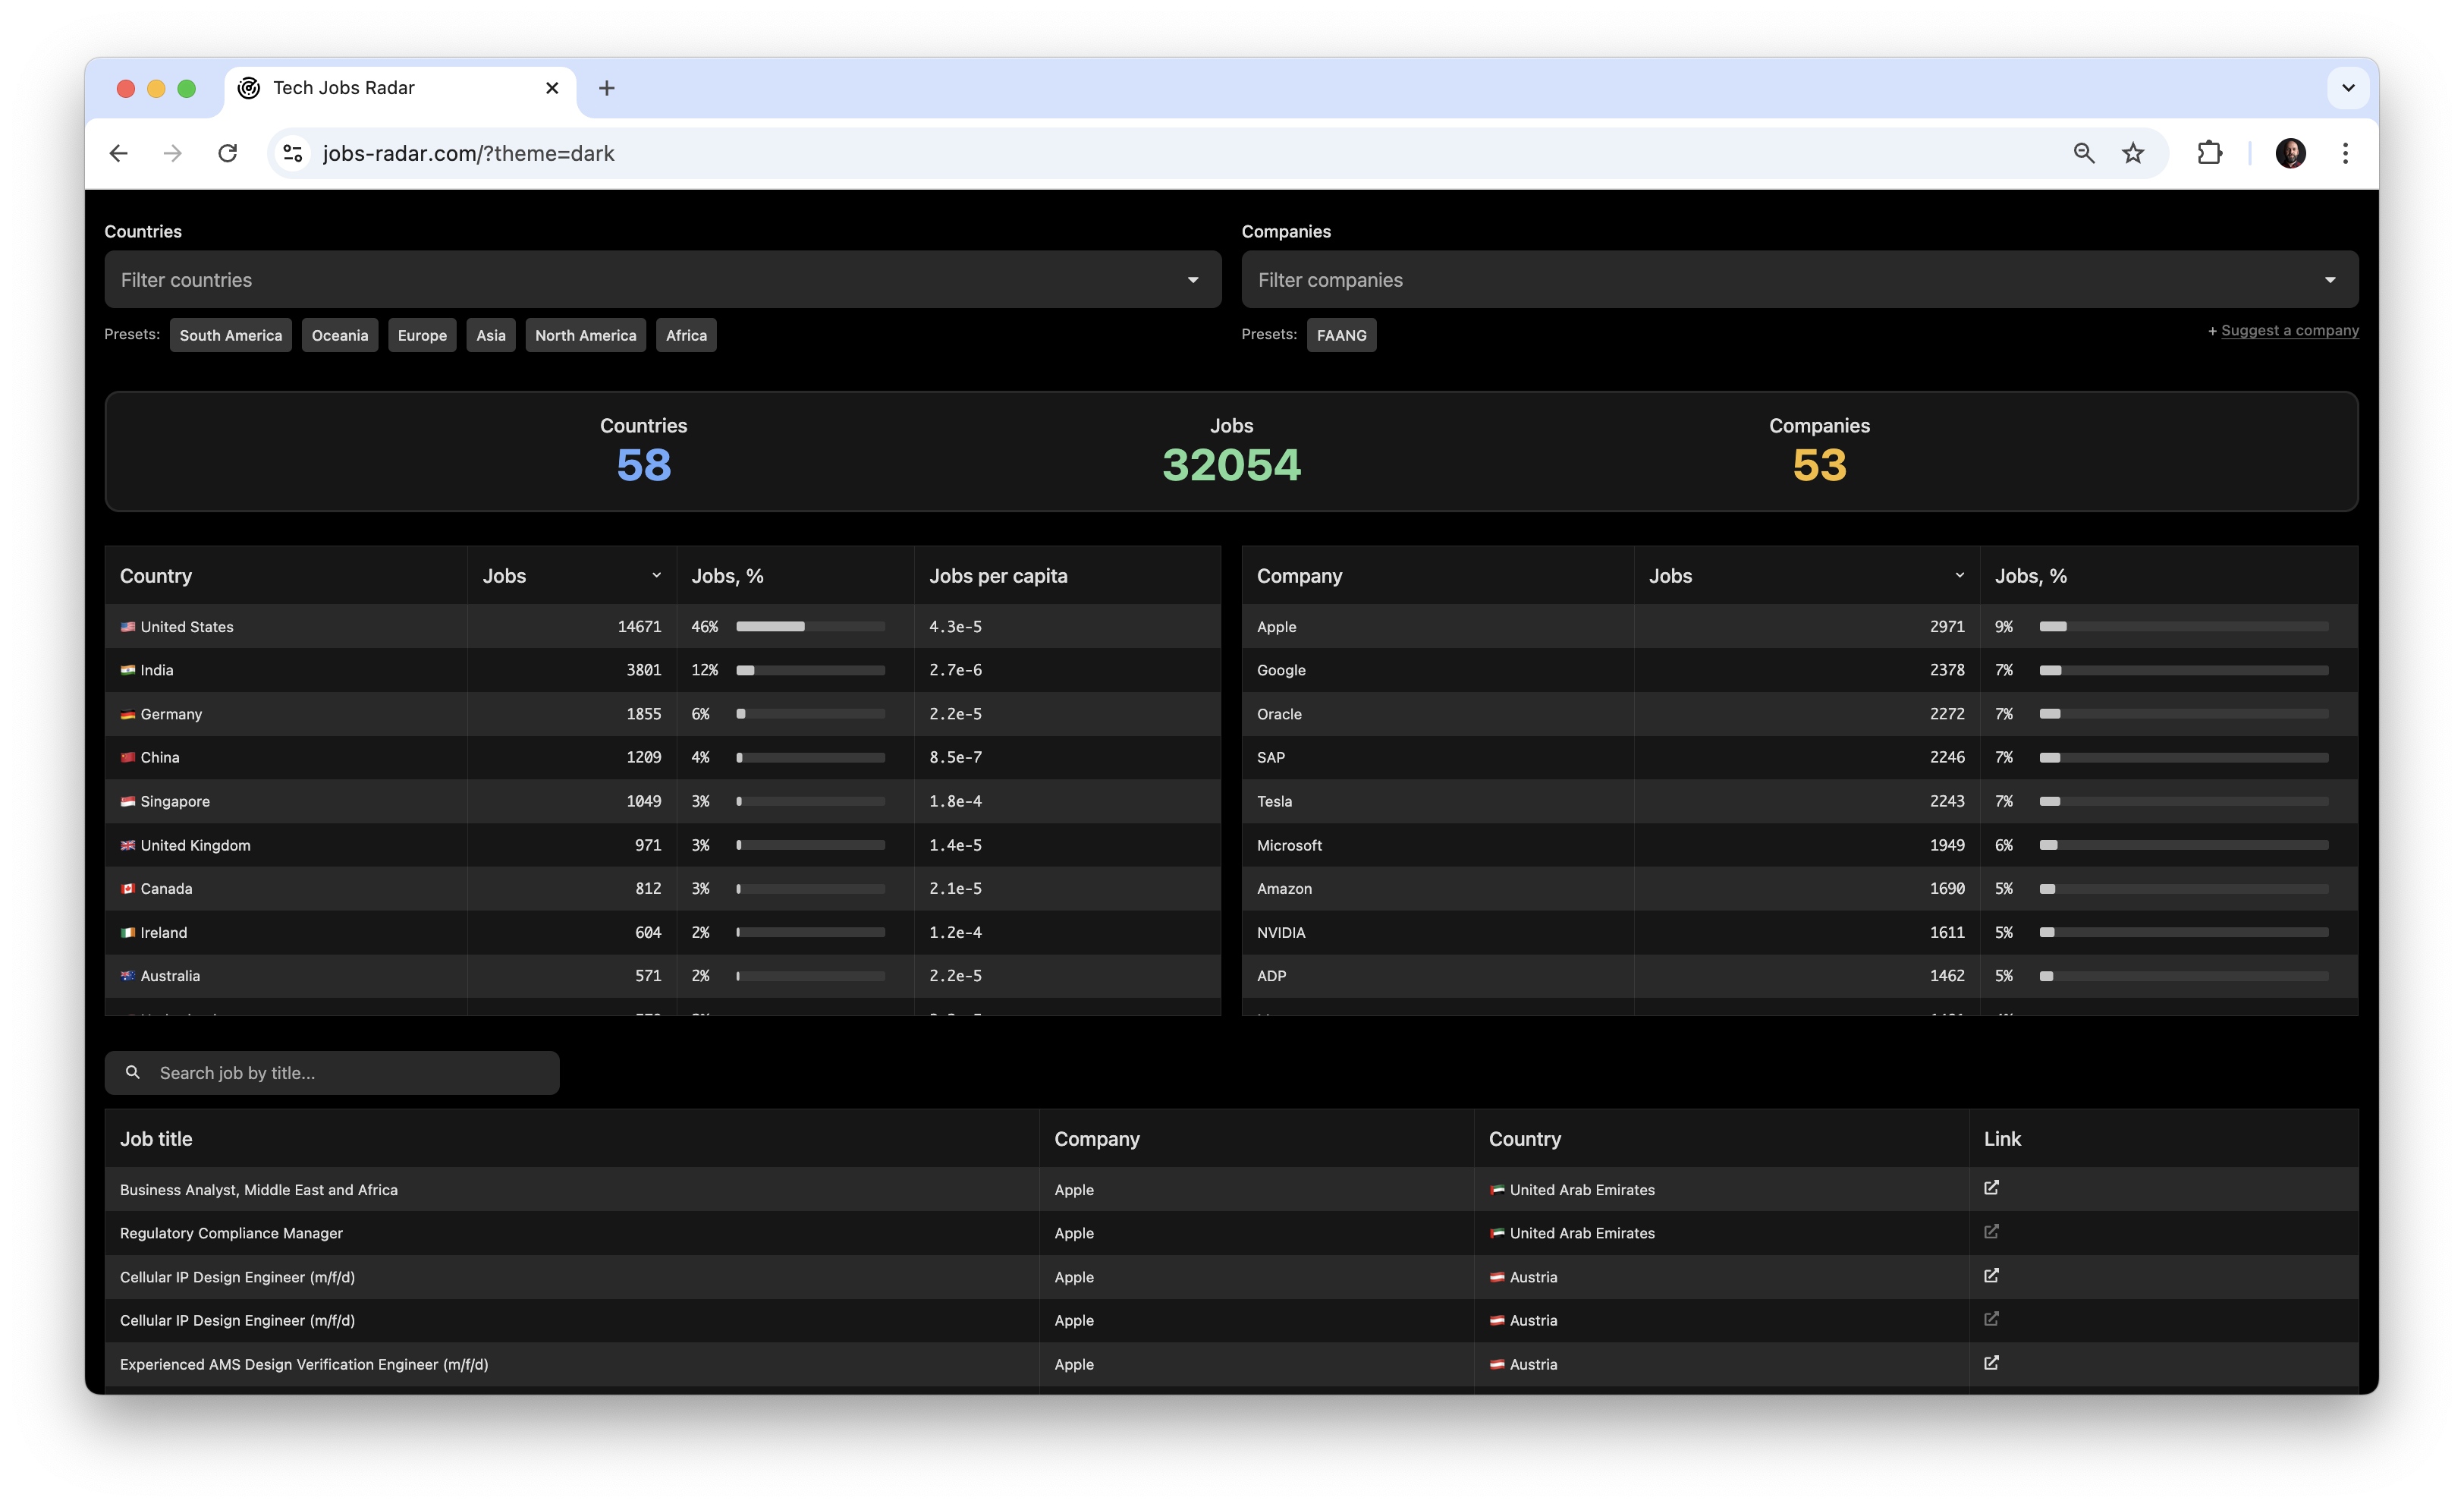 Tech Jobs Radar
jobs-radar.com/?theme=dark
Countries
Filter countries
Presets: South America Oceania Europe Asia North America Africa
Companies
Filter companies
Presets: FAANG
+ Suggest a company
Countries
58
Jobs
32054
Companies
53
Country Jobs Jobs, % Jobs per capita
United States 14671 46% 4.3e-5
India 3801 12% 2.7e-6
Germany 1855 6% 2.2e-5
China 1209 4% 8.5e-7
Singapore 1049 3% 1.8e-4
United Kingdom 971 3% 1.4e-5
Canada 812 3% 2.1e-5
Ireland 604 2% 1.2e-4
Australia 571 2% 2.2e-5
Company Jobs Jobs, %
Apple 2971 9%
Google 2378 7%
Oracle 2272 7%
SAP 2246 7%
Tesla 2243 7%
Microsoft 1949 6%
Amazon 1690 5%
NVIDIA 1611 5%
ADP 1462 5%
Search job by title...
Job title Company Country Link
Business Analyst, Middle East and Africa Apple United Arab Emirates
Regulatory Compliance Manager Apple United Arab Emirates
Cellular IP Design Engineer (m/f/d) Apple Austria
Cellular IP Design Engineer (m/f/d) Apple Austria
Experienced AMS Design Verification Engineer (m/f/d) Apple Austria